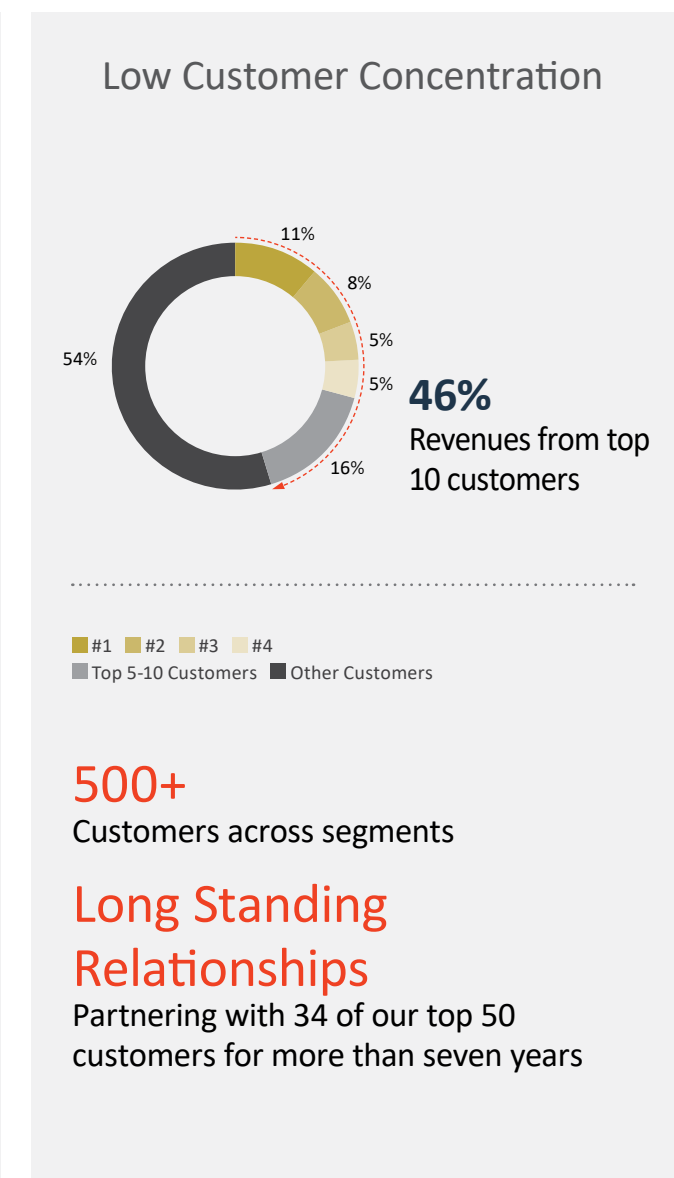 Low Customer Concentration
11%
8%
5%
54%
5%
46%
Revenues from top
10 customers
16%
#1 #2 #3 #4
Top 5-10 Customers Other Customers
500+
Customers across segments
Long Standing
Relationships
Partnering with 34 of our top 50
customers for more than seven years